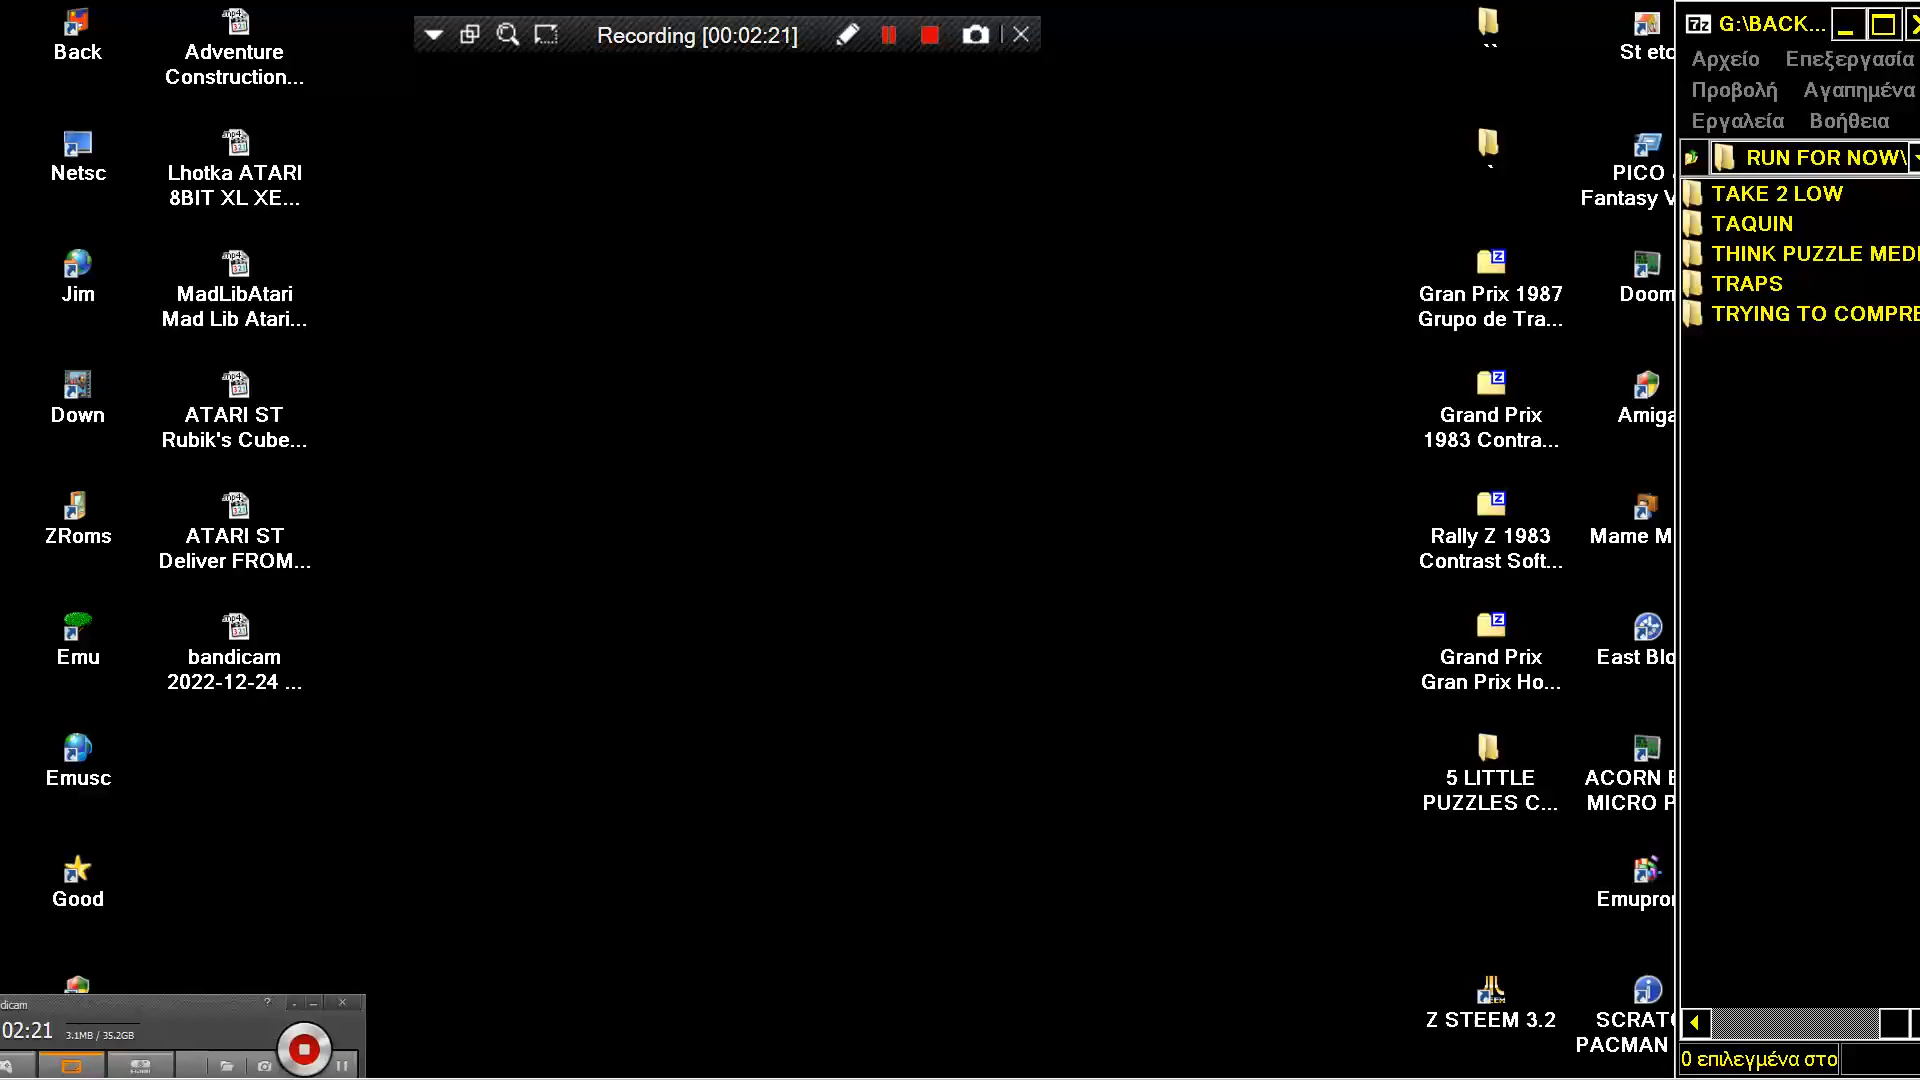 Back
Adventure
Construction...
Netsc
Lhotka ATARI
8BIT XL XE...
Jim
MadLibAtari
Mad Lib Atari...
Down
ATARI ST
Rubik's Cube...
ZRoms
ATARI ST
Deliver FROM...
Emu
bandicam
2022-12-24 ...
Emusc
Good
Recording [00:02:21]
dicam
02:21
3.1MB / 35.2GB
``
`
Gran Prix 1987
Grupo de Tra...
Grand Prix
1983 Contra...
Rally Z 1983
Contrast Soft...
Grand Prix
Gran Prix Ho...
5 LITTLE
PUZZLES C...
Z STEEM 3.2
St etc
PICO
Fantasy V
Doom
Amiga
Mame M
East Blo
ACORN B
MICRO P
Emupro
SCRATC
PACMAN
G:\BACK...
Αρχείο Επεξεργασία
Προβολή Αγαπημένα
Εργαλεία Βοήθεια
RUN FOR NOW\
TAKE 2 LOW
TAQUIN
THINK PUZZLE MEDI
TRAPS
TRYING TO COMPRE
0 επιλεγμένα στο